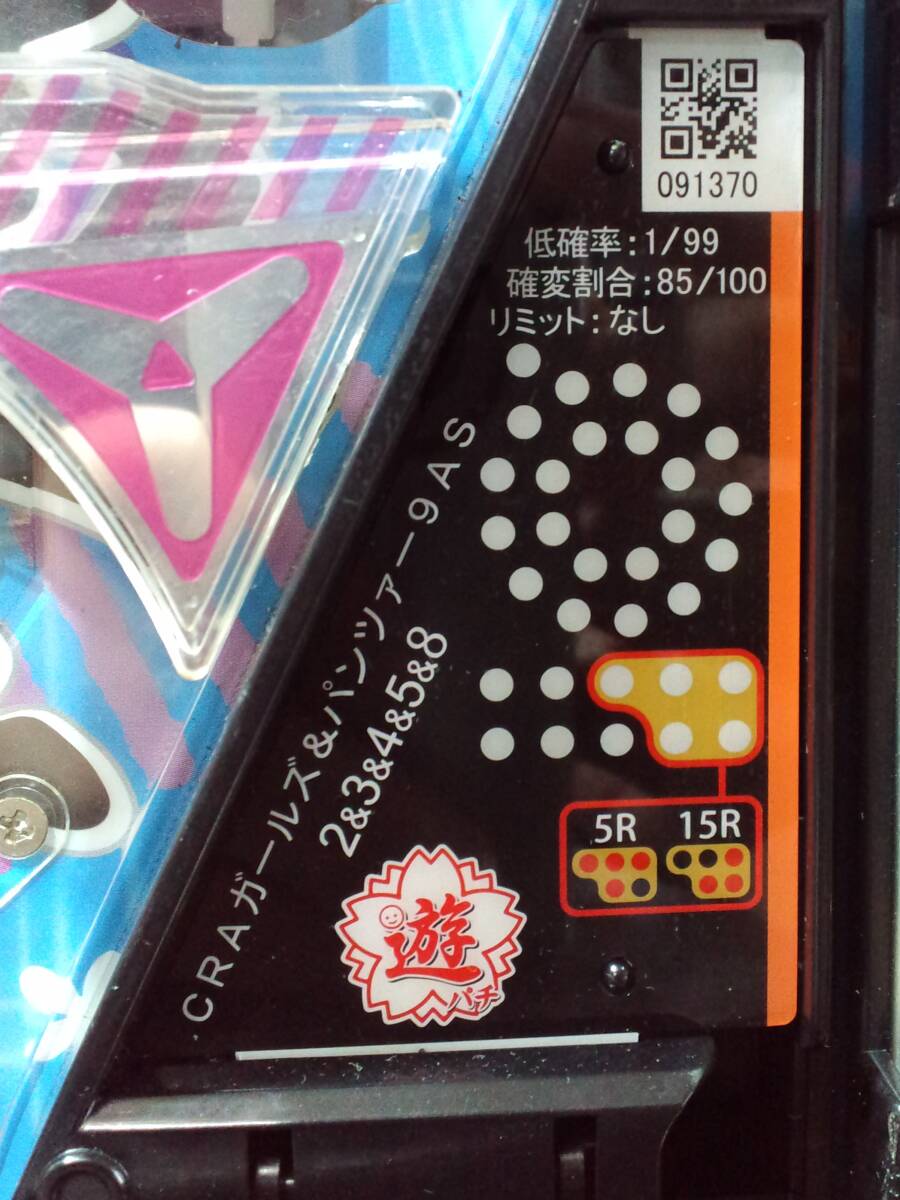 091370
低確率:1/99
確変割合:85/100
リミット:なし
CRAガールズ&パンツァー9AS
2&3&4&5&8
5R 15R
遊
パチ